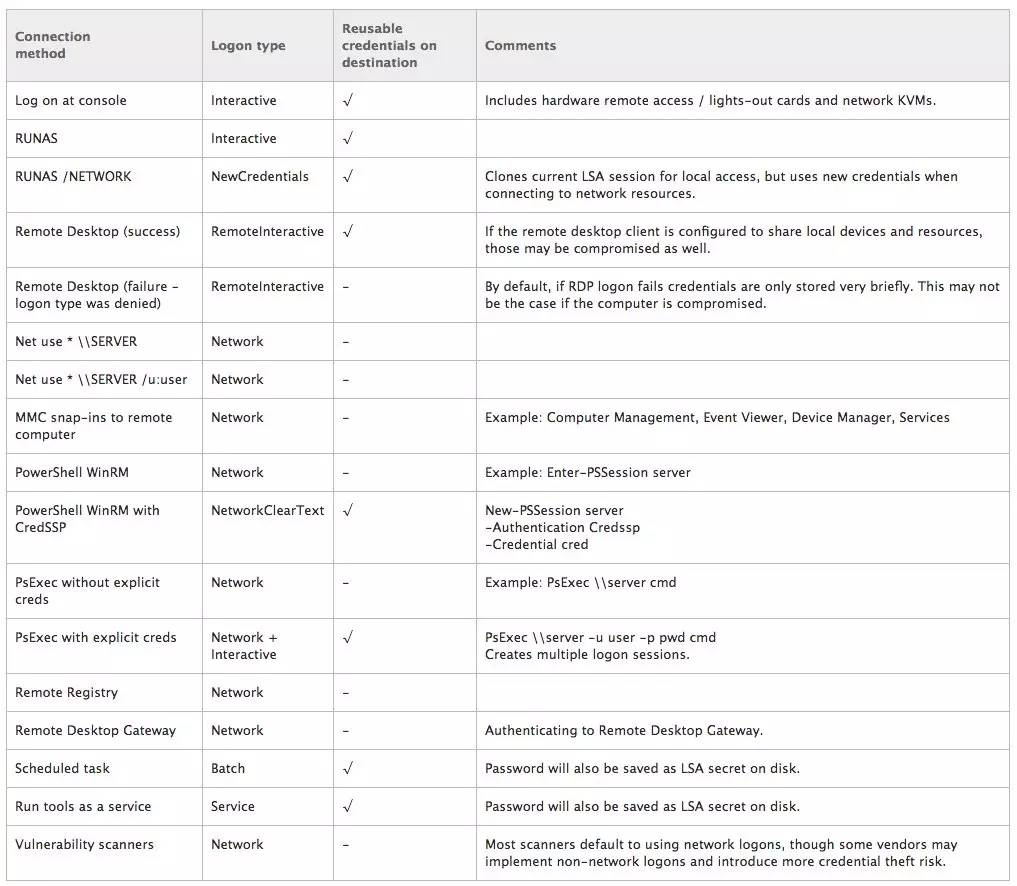 Connection
method
Logon type
Reusable
credentials on
destination
Comments
Log on at console
Interactive
√
Includes hardware remote access / lights-out cards and network KVMs.
RUNAS
Interactive
√
RUNAS /NETWORK
NewCredentials
√
Clones current LSA session for local access, but uses new credentials when
connecting to network resources.
Remote Desktop (success)
RemoteInteractive
√
If the remote desktop client is configured to share local devices and resources,
those may be compromised as well.
Remote Desktop (failure -
logon type was denied)
RemoteInteractive
-
By default, if RDP logon fails credentials are only stored very briefly. This may not
be the case if the computer is compromised.
Net use * \\SERVER
Network
-
Net use * \\SERVER /u:user
Network
-
MMC snap-ins to remote
computer
Network
-
Example: Computer Management, Event Viewer, Device Manager, Services
PowerShell WinRM
Network
-
Example: Enter-PSSession server
PowerShell WinRM with
CredSSP
NetworkClearText
√
New-PSSession server
-Authentication Credssp
-Credential cred
PsExec without explicit
creds
Network
-
Example: PsExec \\server cmd
PsExec with explicit creds
Network +
Interactive
√
PsExec \\server -u user -p pwd cmd
Creates multiple logon sessions.
Remote Registry
Network
-
Remote Desktop Gateway
Network
-
Authenticating to Remote Desktop Gateway.
Scheduled task
Batch
√
Password will also be saved as LSA secret on disk.
Run tools as a service
Service
√
Password will also be saved as LSA secret on disk.
Vulnerability scanners
Network
-
Most scanners default to using network logons, though some vendors may
implement non-network logons and introduce more credential theft risk.